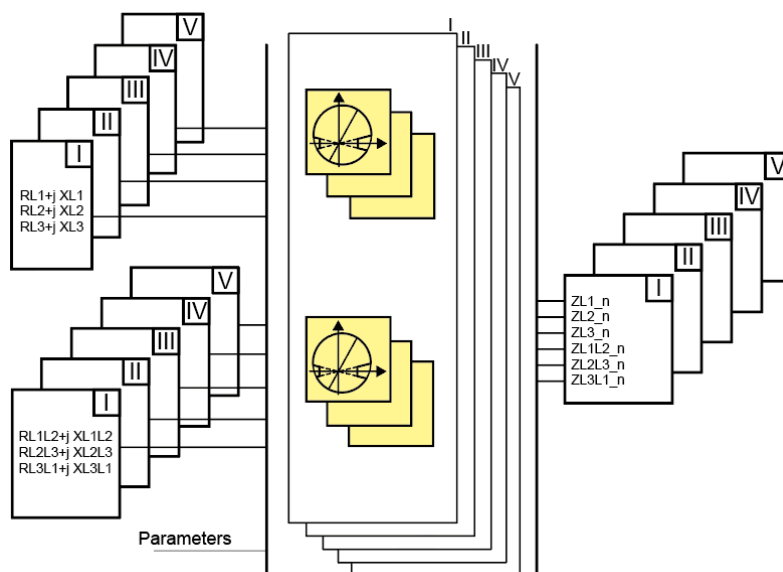 V
IV
III
II
I
RL1+j XL1
RL2+j XL2
RL3+j XL3
V
IV
III
II
I
RL1L2+j XL1L2
RL2L3+j XL2L3
RL3L1+j XL3L1
Parameters
I
II
III
IV
V
V
IV
III
II
I
ZL1_n
ZL2_n
ZL3_n
ZL1L2_n
ZL2L3_n
ZL3L1_n